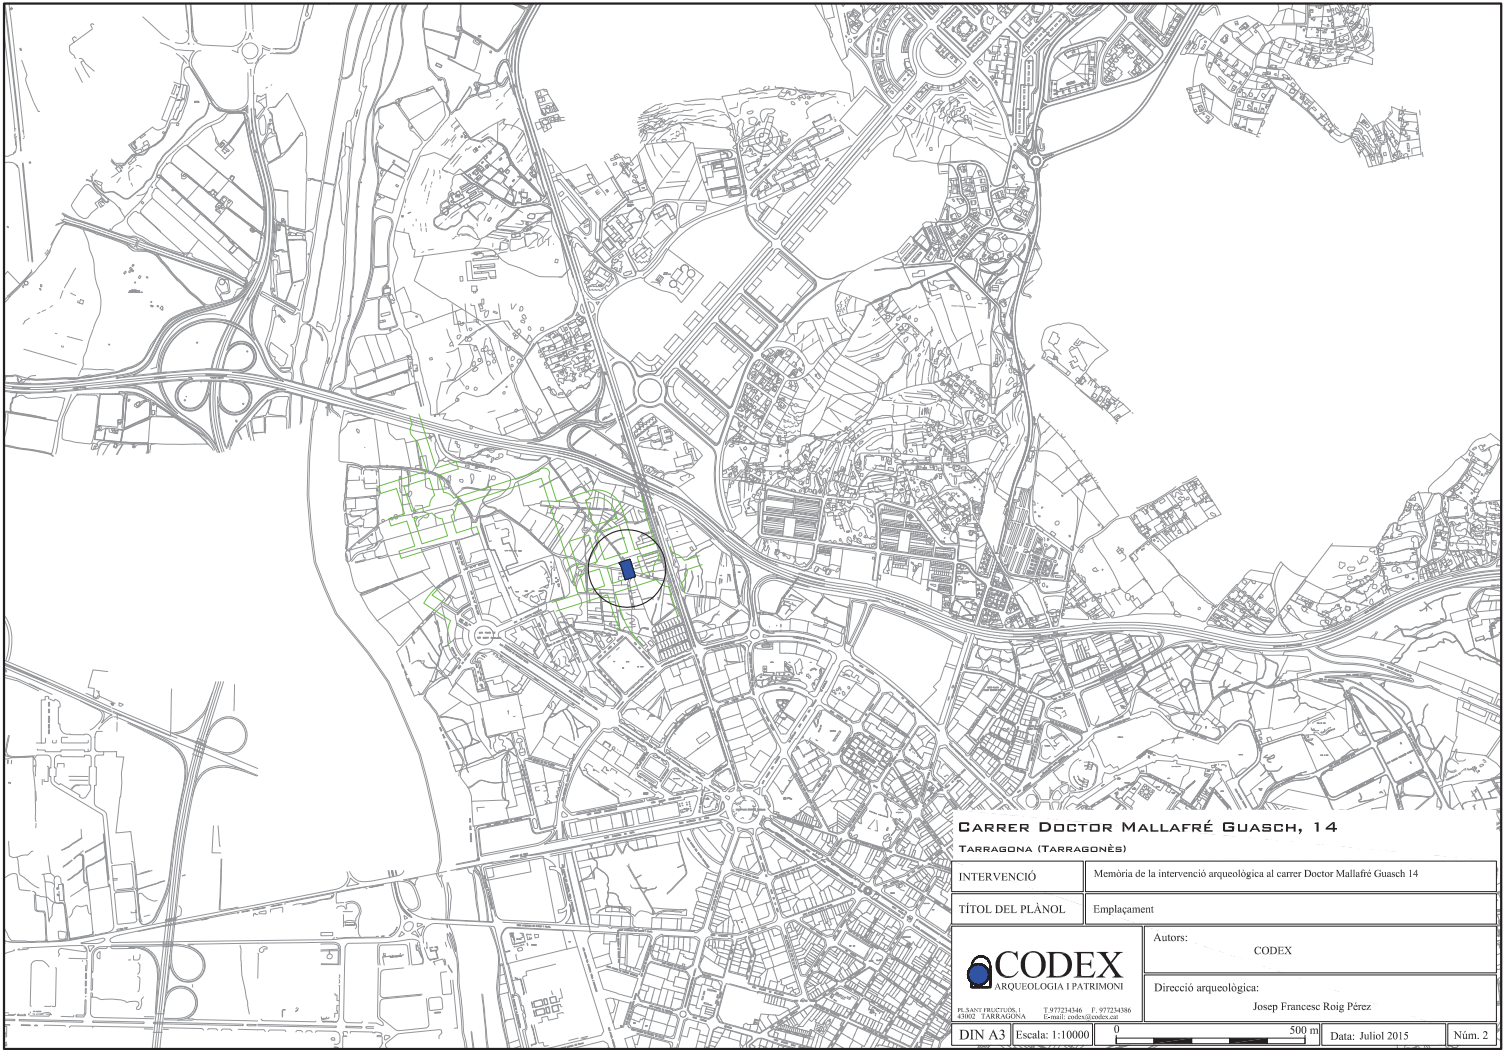 CARRER DOCTOR MALLAFRÉ GUASCH, 14
TARRAGONA (TARRAGONÈS)
INTERVENCIÓ
Memòria de la intervenció arqueològica al carrer Doctor Mallafré Guasch 14
TÍTOL DEL PLÀNOL
Emplaçament
CODEX
ARQUEOLOGIA I PATRIMONI
PL.SANT FRUCTUÓS, 1 T.977234346 F. 977234386
43002 TARRAGONA E-mail: codex@codex.cat
Autors:
CODEX
Direcció arqueològica:
Josep Francesc Roig Pérez
DIN A3
Escala: 1:10000
0 500 m
Data: Juliol 2015
Núm. 2